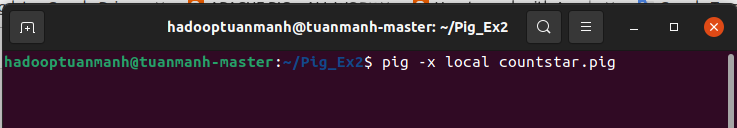 hadooptuanmanh@tuanmanh-master: ~/Pig_Ex2
hadooptuanmanh@tuanmanh-master:~/Pig_Ex2$ pig -x local countstar.pig